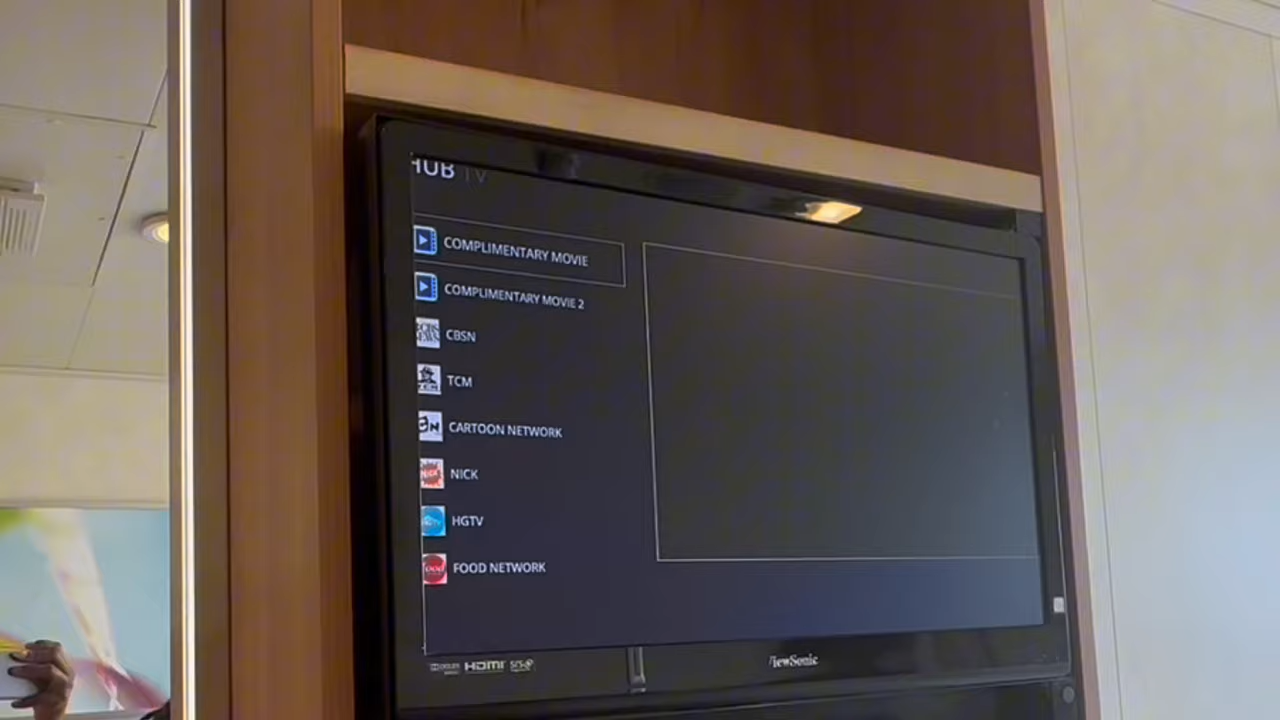 HUB TV
COMPLIMENTARY MOVIE
COMPLIMENTARY MOVIE 2
CBSN
TCM
CARTOON NETWORK
NICK
HGTV
FOOD NETWORK
HDMI
ViewSonic